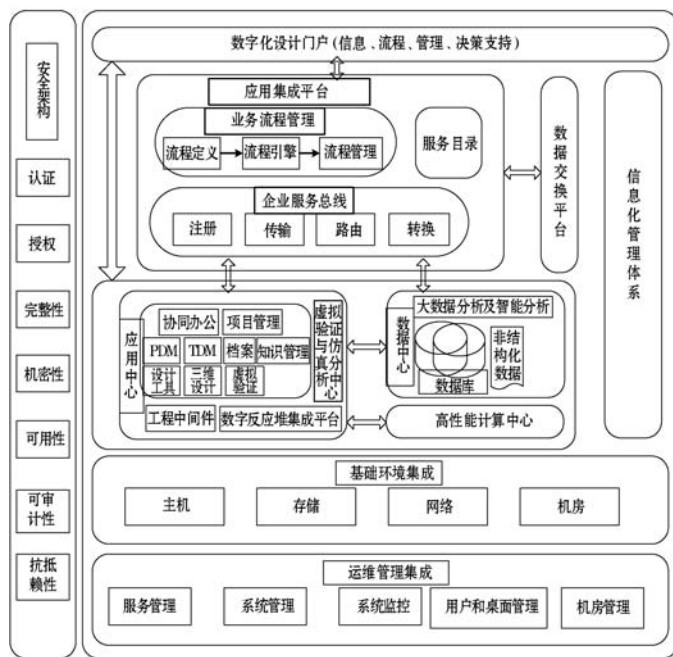 安全架构
认证
授权
完整性
机密性
可用性
可审
计性
抗抵
赖性
数字化设计门户(信息、流程、管理、决策支持)
应用集成平台
业务流程管理
流程定义
流程引擎
流程管理
服务目录
企业服务总线
注册
传输
路由
转换
数据交换平台
信息化管理体系
应用中心
协同办公
项目管理
PDM
TDM
档案
知识管理
设计
工具
三维
设计
虚拟
验证
虚拟
验证
与仿
真分
析中
心
工程中间件
数字反应堆集成平台
数据中心
大数据分析及智能分析
非结
构化
数据
数据库
高性能计算中心
基础环境集成
主机
存储
网络
机房
运维管理集成
服务管理
系统管理
系统监控
用户和桌面管理
机房管理